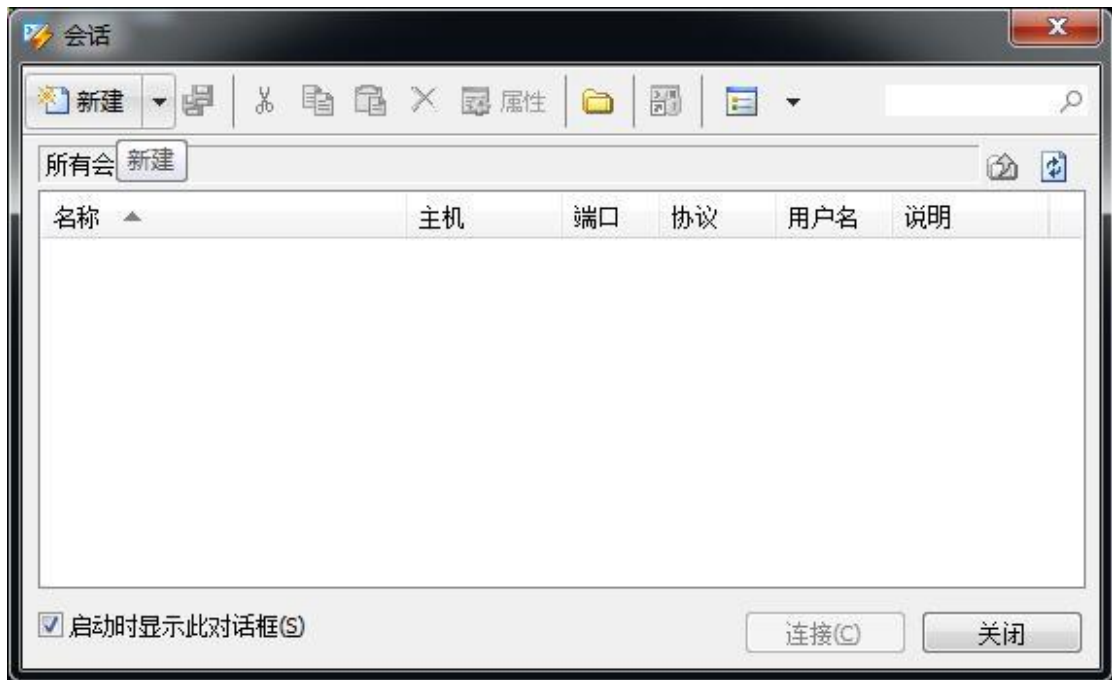 会话
新建 属性
所有会 新建
名称 主机 端口 协议 用户名 说明
启动时显示此对话框(S) 连接(C) 关闭